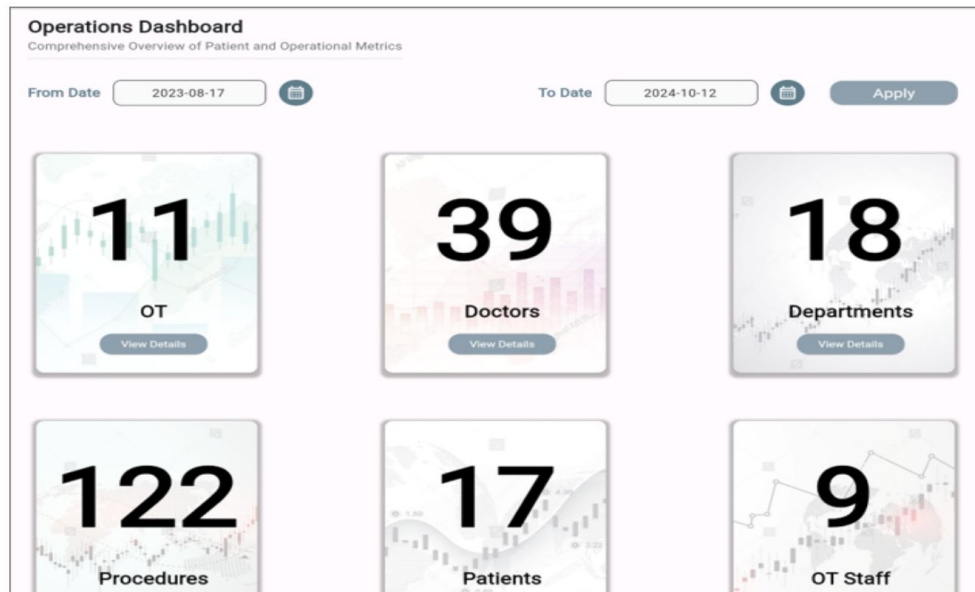 Operations Dashboard
Comprehensive Overview of Patient and Operational Metrics
From Date 2023-08-17 To Date 2024-10-12 Apply
11 39 18
OT Doctors Departments
View Details View Details View Details
122 17 9
Procedures Patients OT Staff